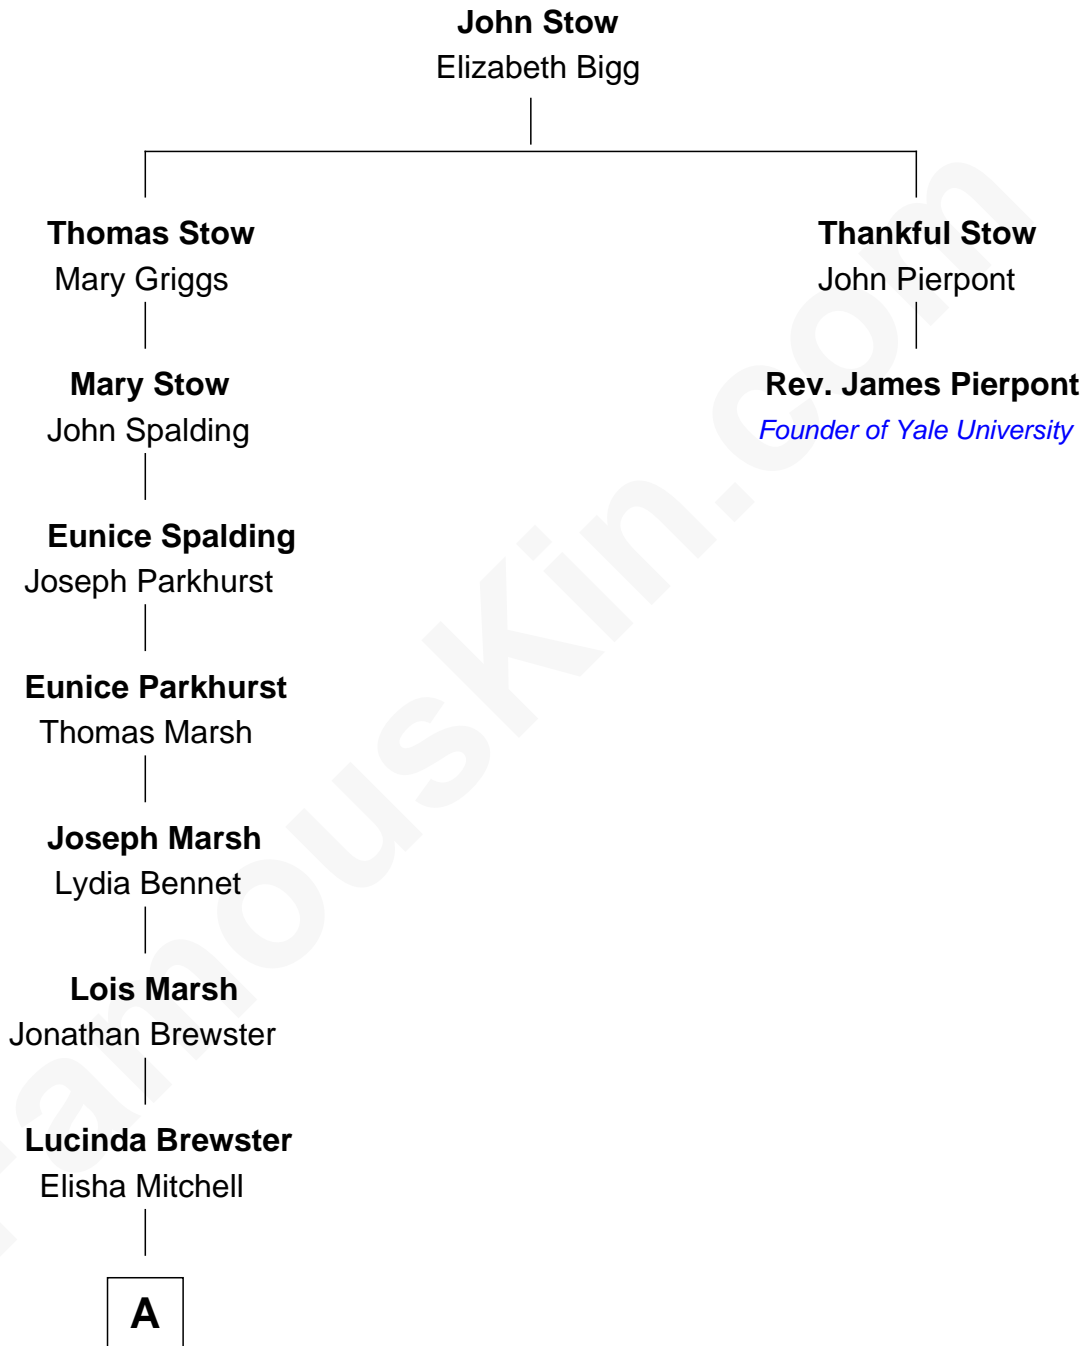 John Stow
Elizabeth Bigg
Thomas Stow
Mary Griggs
Thankful Stow
John Pierpont
Mary Stow
John Spalding
Rev. James Pierpont
Founder of Yale University
Eunice Spalding
Joseph Parkhurst
Eunice Parkhurst
Thomas Marsh
Joseph Marsh
Lydia Bennet
Lois Marsh
Jonathan Brewster
Lucinda Brewster
Elisha Mitchell
A
FamousKin.com